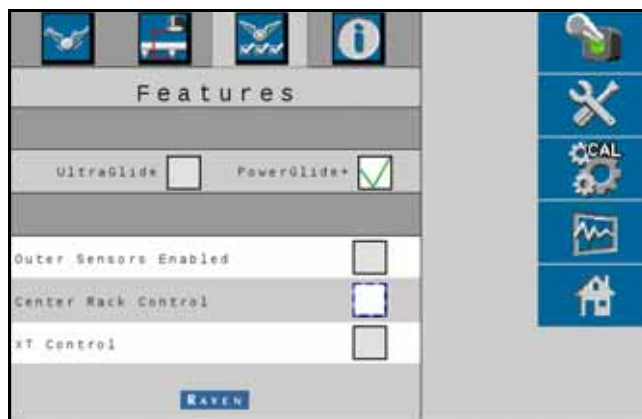 Features
UltraGlide PowerGlide+
Outer Sensors Enabled
Center Rack Control
XT Control
RAVEN
CAL